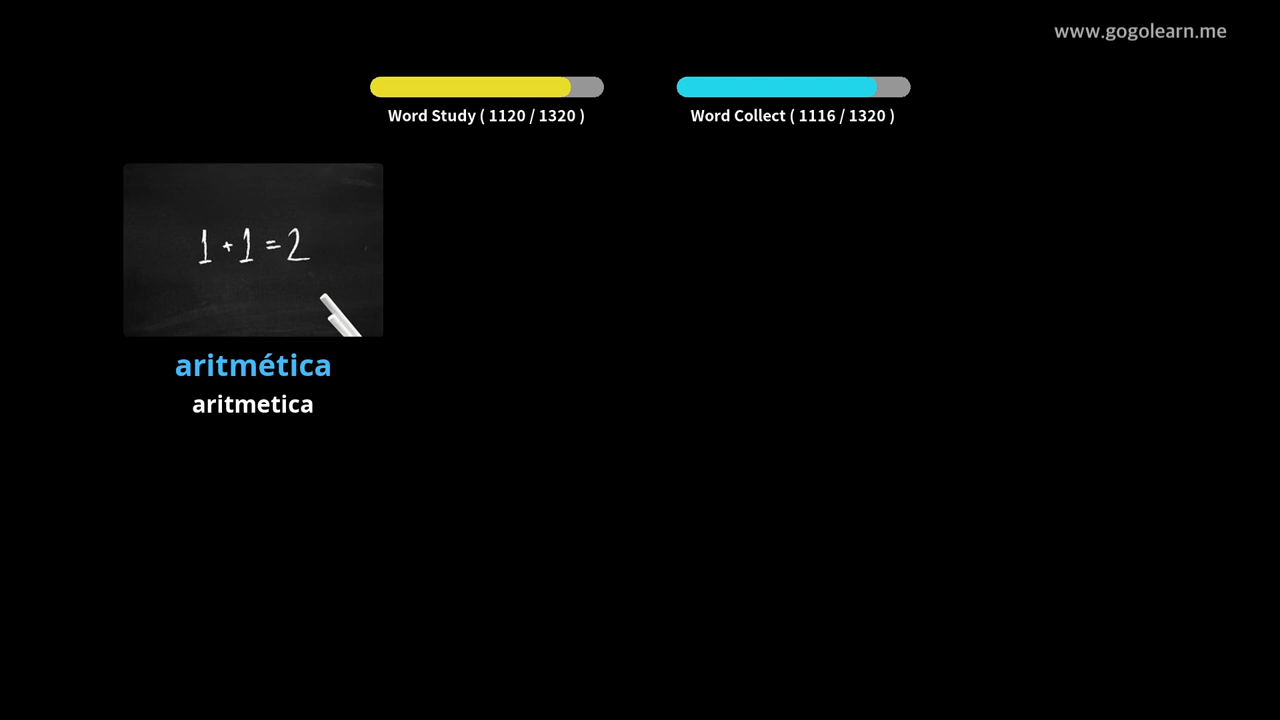 www.gogolearn.me
Word Study ( 1120 / 1320 )
Word Collect ( 1116 / 1320 )
1 + 1 = 2
aritmética
aritmetica